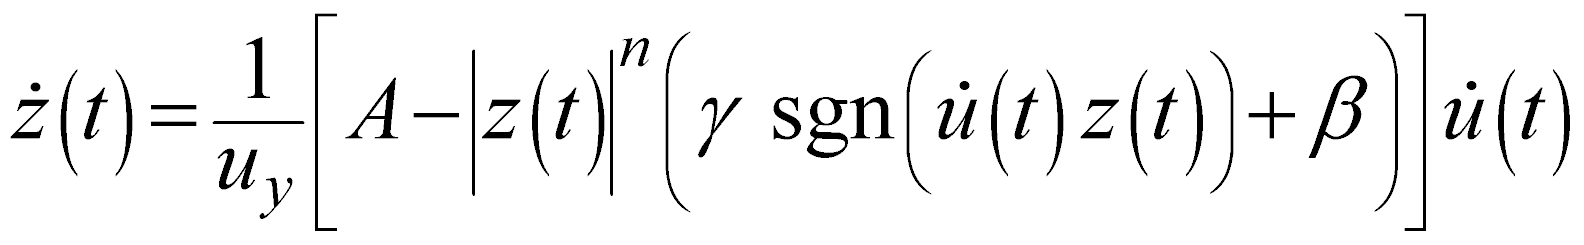 ż(t) = 1/u_y [ A − |z(t)|^n ( γ sgn( u̇(t) z(t) ) + β ) ] u̇(t)